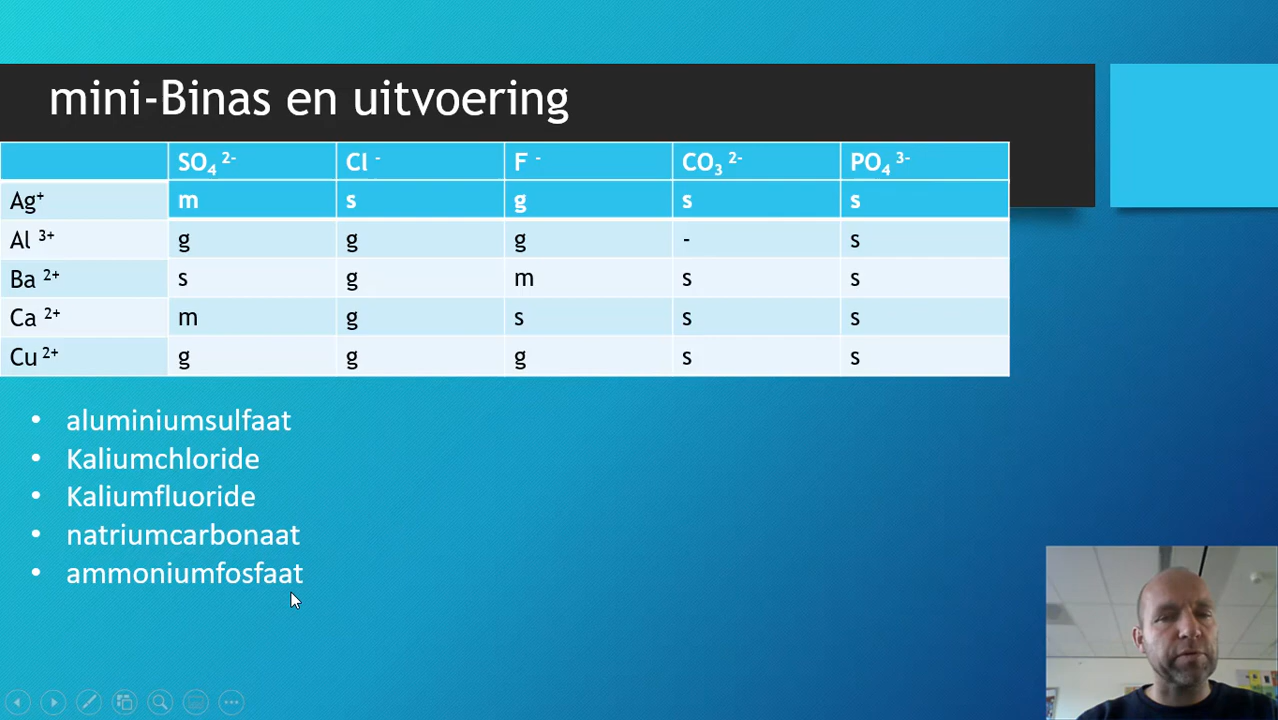 mini-Binas en uitvoering
SO₄ ²⁻ Cl ⁻ F ⁻ CO₃ ²⁻ PO₄ ³⁻
Ag⁺ m s g s s
Al ³⁺ g g g - s
Ba ²⁺ s g m s s
Ca ²⁺ m g s s s
Cu ²⁺ g g g s s
• aluminiumsulfaat
• Kaliumchloride
• Kaliumfluoride
• natriumcarbonaat
• ammoniumfosfaat